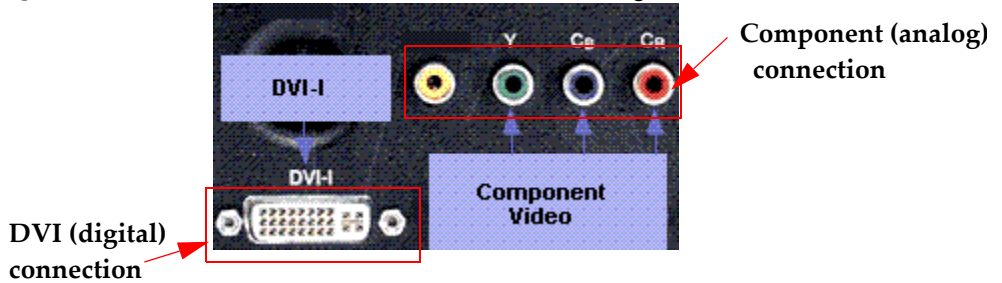 Y CB CR
Component (analog)
connection
DVI-I
DVI-I
Component
Video
DVI (digital)
connection